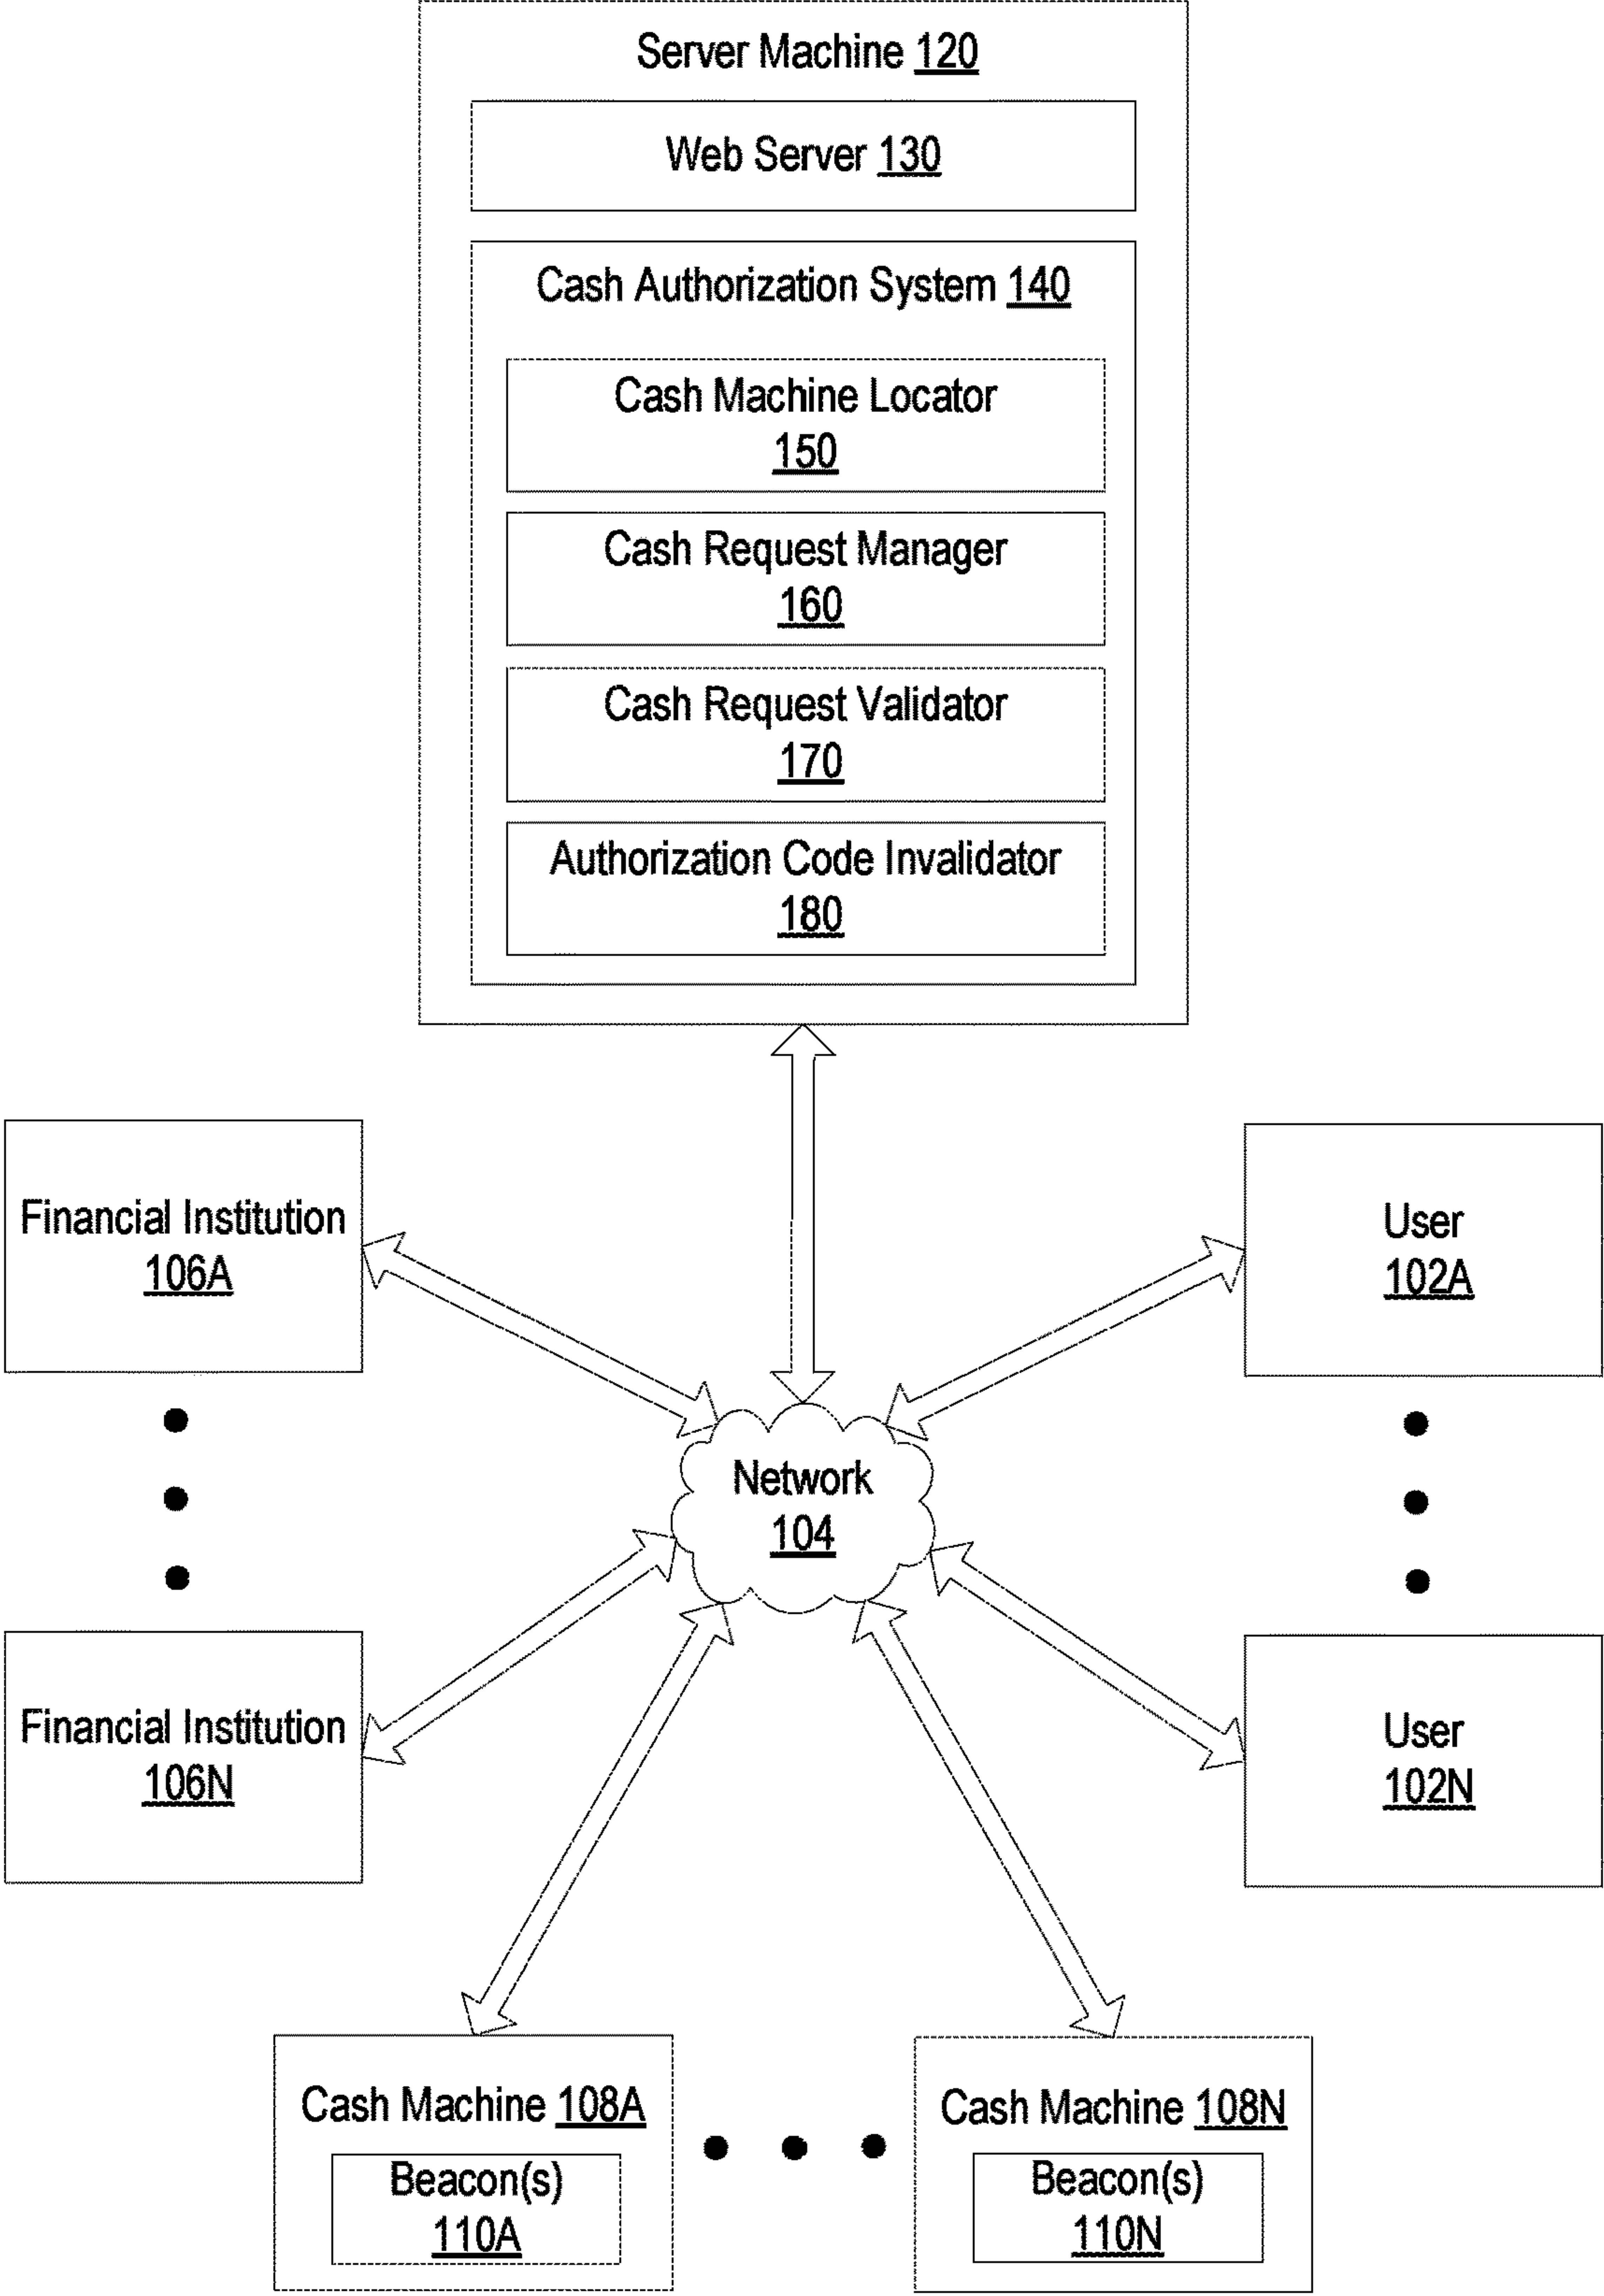 Server Machine 120
Web Server 130
Cash Authorization System 140
Cash Machine Locator
150
Cash Request Manager
160
Cash Request Validator
170
Authorization Code Invalidator
180
Financial Institution
106A
User
102A
Network
104
Financial Institution
106N
User
102N
Cash Machine 108A
Beacon(s)
110A
Cash Machine 108N
Beacon(s)
110N